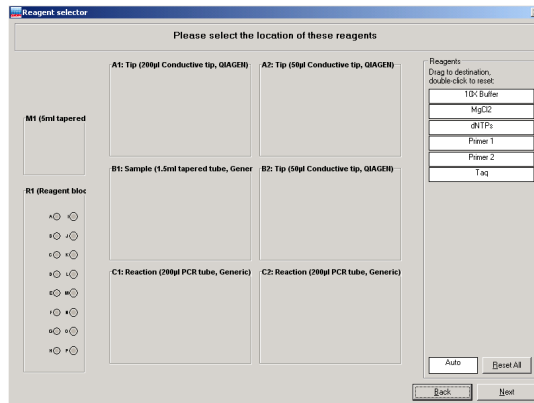 Reagent selector
Please select the location of these reagents
A1: Tip (200µl Conductive tip, QIAGEN)
A2: Tip (50µl Conductive tip, QIAGEN)
Reagents
Drag to destination,
double-click to reset:
10X Buffer
MgCl2
dNTPs
Primer 1
Primer 2
Taq
M1 (5ml tapered
B1: Sample (1.5ml tapered tube, Gener
B2: Tip (50µl Conductive tip, QIAGEN)
R1 (Reagent bloc
A I
B J
C K
D L
E M
F N
G O
H P
C1: Reaction (200µl PCR tube, Generic)
C2: Reaction (200µl PCR tube, Generic)
Auto
Reset All
Back
Next